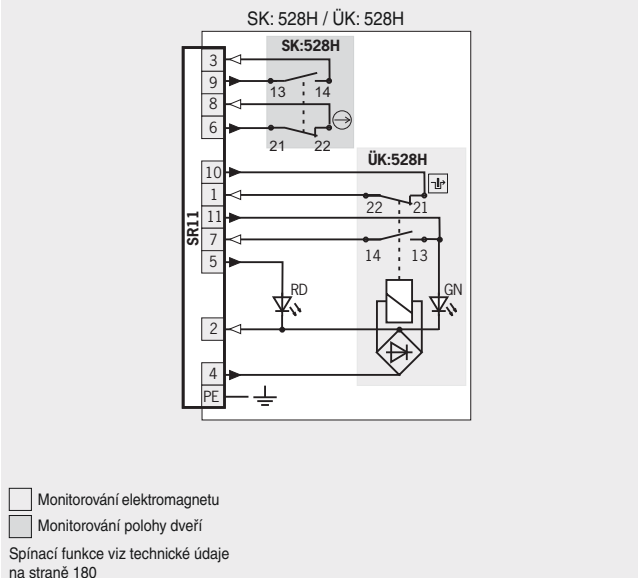 SK: 528H / ÜK: 528H
SK:528H
3
9
13 14
8
6
21 22
ÜK:528H
10
1
22 21
11
SR11
7
14 13
5
RD GN
2
4
PE
Monitorování elektromagnetu
Monitorování polohy dveří
Spínací funkce viz technické údaje
na straně 180